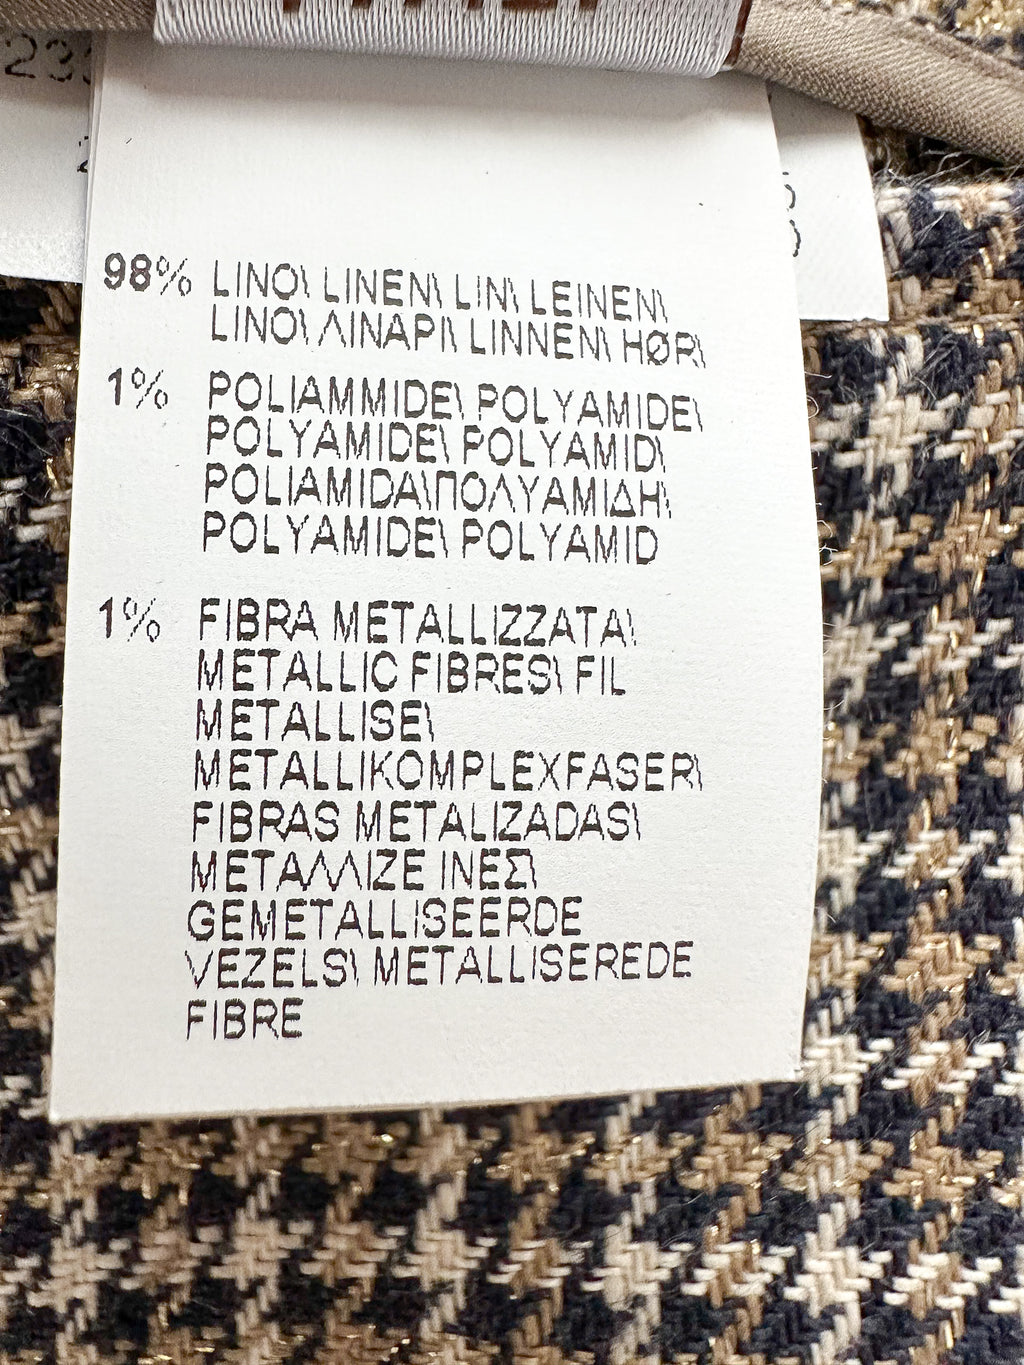 98% LINO\ LINEN\ LIN\ LEINEN\
LINO\ ΛΙΝΑΡΙ\ LINNEN\ HØR\
1% POLIAMMIDE\ POLYAMIDE\
POLYAMIDE\ POLYAMID\
POLIAMIDA\ΠΟΛΥΑΜΙΔΗ\
POLYAMIDE\ POLYAMID
1% FIBRA METALLIZZATA\
METALLIC FIBRES\ FIL
METALLISE\
METALLIKOMPLEXFASER\
FIBRAS METALIZADAS\
ΜΕΤΑΛΛΙΖΕ ΙΝΕΣ\
GEMETALLISEERDE
VEZELS\ METALLISEREDE
FIBRE